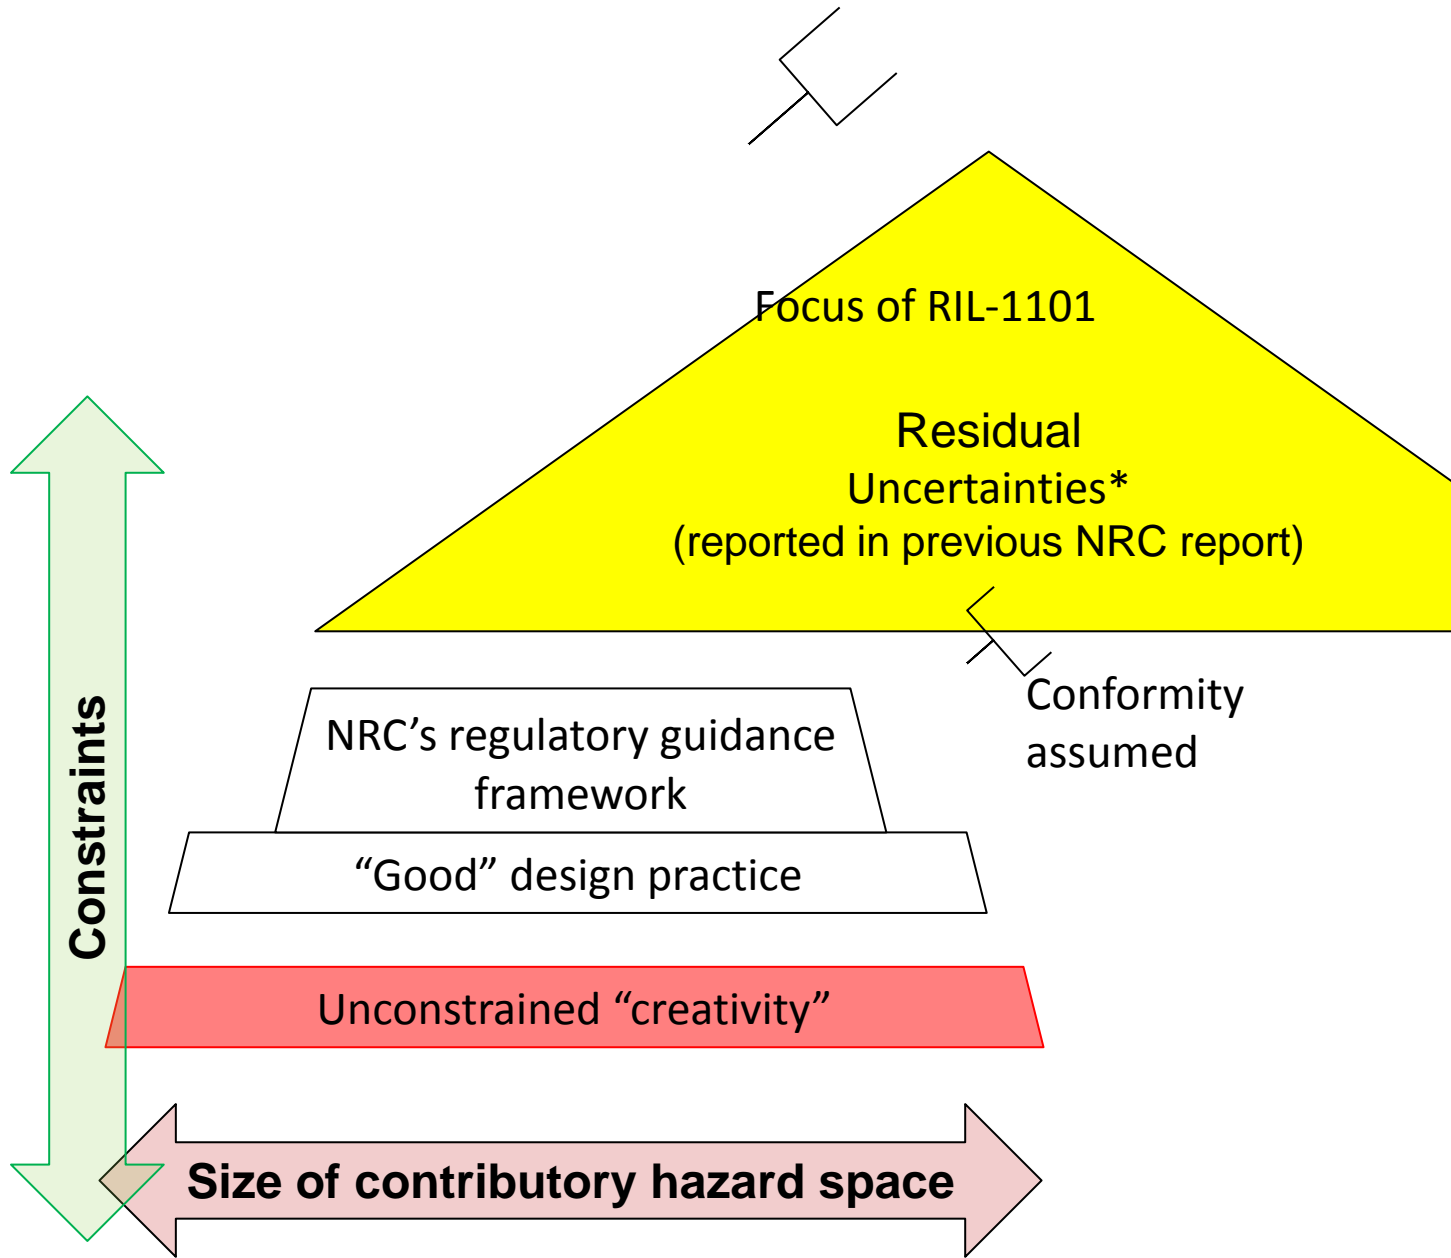 Focus of RIL-1101
Residual
Uncertainties*
(reported in previous NRC report)
Conformity
assumed
NRC’s regulatory guidance
framework
“Good” design practice
Unconstrained “creativity”
Constraints
Size of contributory hazard space